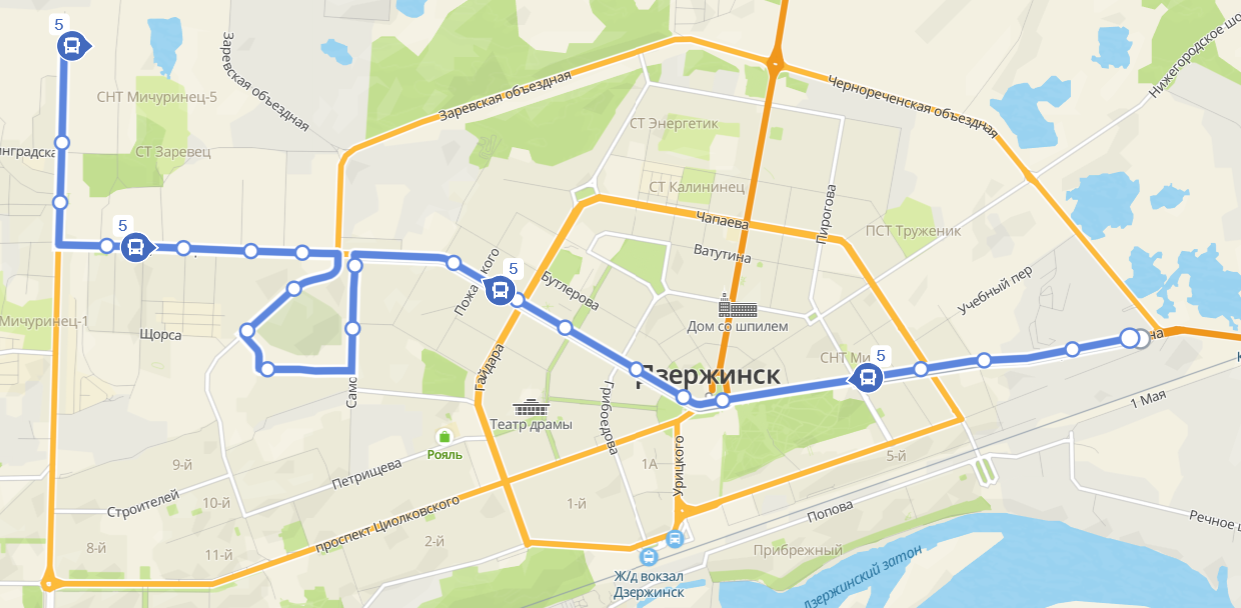 5
Заревская объездная
СНТ Мичуринец-5
Заревская объездная
Чернореченская объездная
Нижегородское шо
СТ Энергетик
нградска
СТ Заревец
СТ Калининец
5
Чапаева
Пирогова
ПСТ Труженик
Ватутина
5
Бутлерова
Учебный пер
Мичуринец-1
Щорса
Дом со шпилем
на
СНТ Ми
5
Гайдара
Дзержинск
1 Мая
Театр драмы
Грибоедова
Рояль
9-й
Петрищева
1А
Урицкого
5-й
Строителей
10-й
1-й
Попова
Речное ш
проспект Циолковского
8-й
11-й
2-й
Прибрежный
Ж/д вокзал
Дзержинск
Дзержинский затон